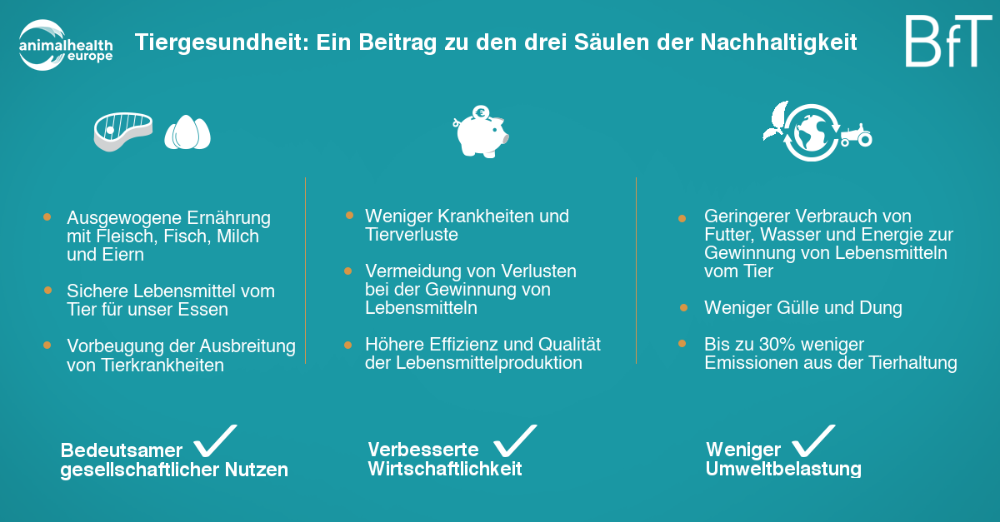 animalhealth
europe
Tiergesundheit: Ein Beitrag zu den drei Säulen der Nachhaltigkeit
BfT
€
Ausgewogene Ernährung
mit Fleisch, Fisch, Milch
und Eiern
Sichere Lebensmittel vom
Tier für unser Essen
Vorbeugung der Ausbreitung
von Tierkrankheiten
Bedeutsamer
gesellschaftlicher Nutzen
Weniger Krankheiten und
Tierverluste
Vermeidung von Verlusten
bei der Gewinnung von
Lebensmitteln
Höhere Effizienz und Qualität
der Lebensmittelproduktion
Verbesserte
Wirtschaftlichkeit
Geringerer Verbrauch von
Futter, Wasser und Energie zur
Gewinnung von Lebensmitteln
vom Tier
Weniger Gülle und Dung
Bis zu 30% weniger
Emissionen aus der Tierhaltung
Weniger
Umweltbelastung